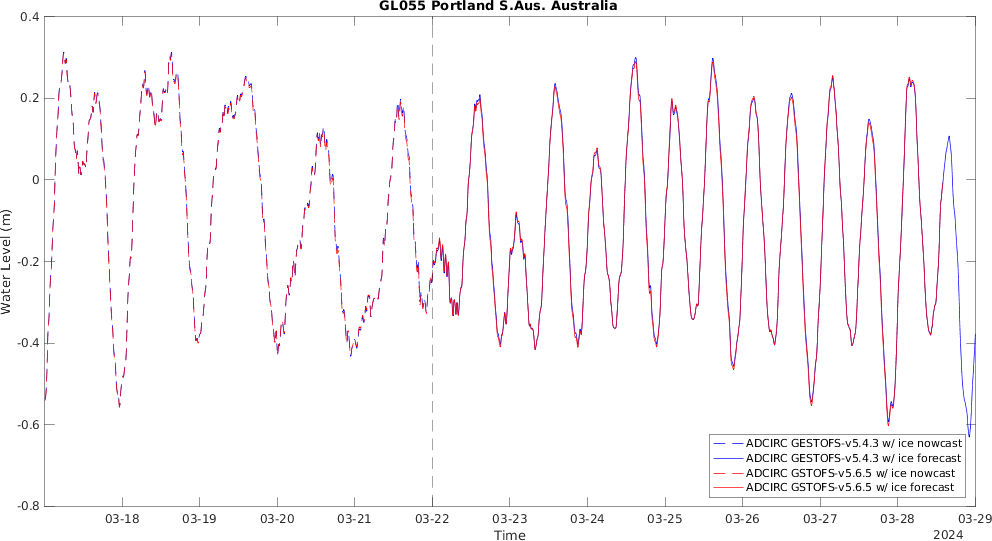 GL055 Portland S.Aus. Australia
0.4
0.2
0
-0.2
-0.4
-0.6
-0.8
Water Level (m)
ADCIRC GESTOFS-v5.4.3 w/ ice nowcast
ADCIRC GESTOFS-v5.4.3 w/ ice forecast
ADCIRC GSTOFS-v5.6.5 w/ ice nowcast
ADCIRC GSTOFS-v5.6.5 w/ ice forecast
03-18 03-19 03-20 03-21 03-22 03-23 03-24 03-25 03-26 03-27 03-28 03-29
Time
2024